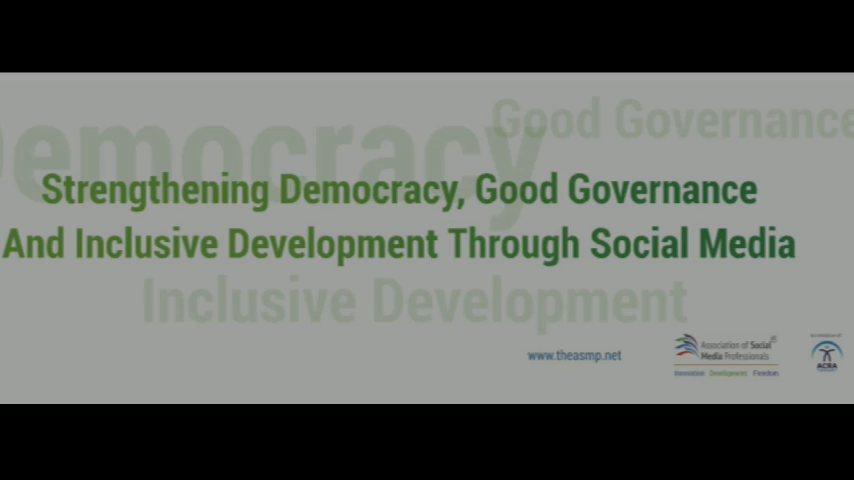 Democracy
Good Governance
Strengthening Democracy, Good Governance
And Inclusive Development Through Social Media
Inclusive Development
www.theasmp.net
Association of Social
Media Professionals
Innovation Development Freedom
ACRA